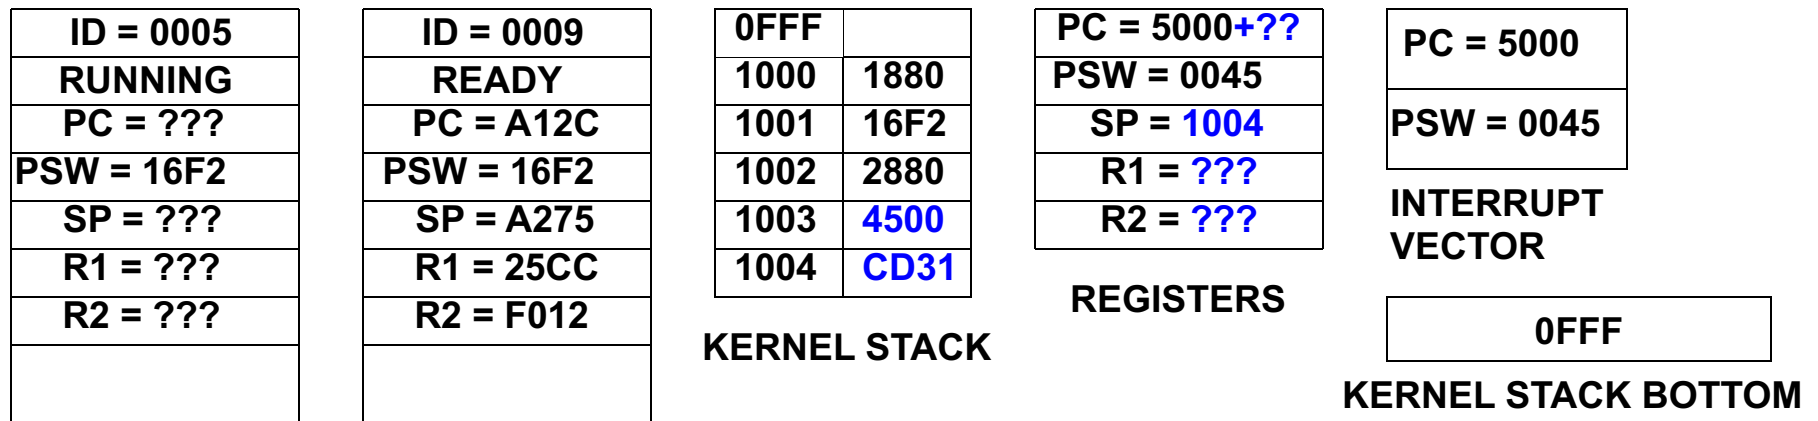 ID = 0005
RUNNING
PC = ???
PSW = 16F2
SP = ???
R1 = ???
R2 = ???
ID = 0009
READY
PC = A12C
PSW = 16F2
SP = A275
R1 = 25CC
R2 = F012
0FFF
1000 1880
1001 16F2
1002 2880
1003 4500
1004 CD31
KERNEL STACK
PC = 5000+??
PSW = 0045
SP = 1004
R1 = ???
R2 = ???
REGISTERS
PC = 5000
PSW = 0045
INTERRUPT
VECTOR
0FFF
KERNEL STACK BOTTOM